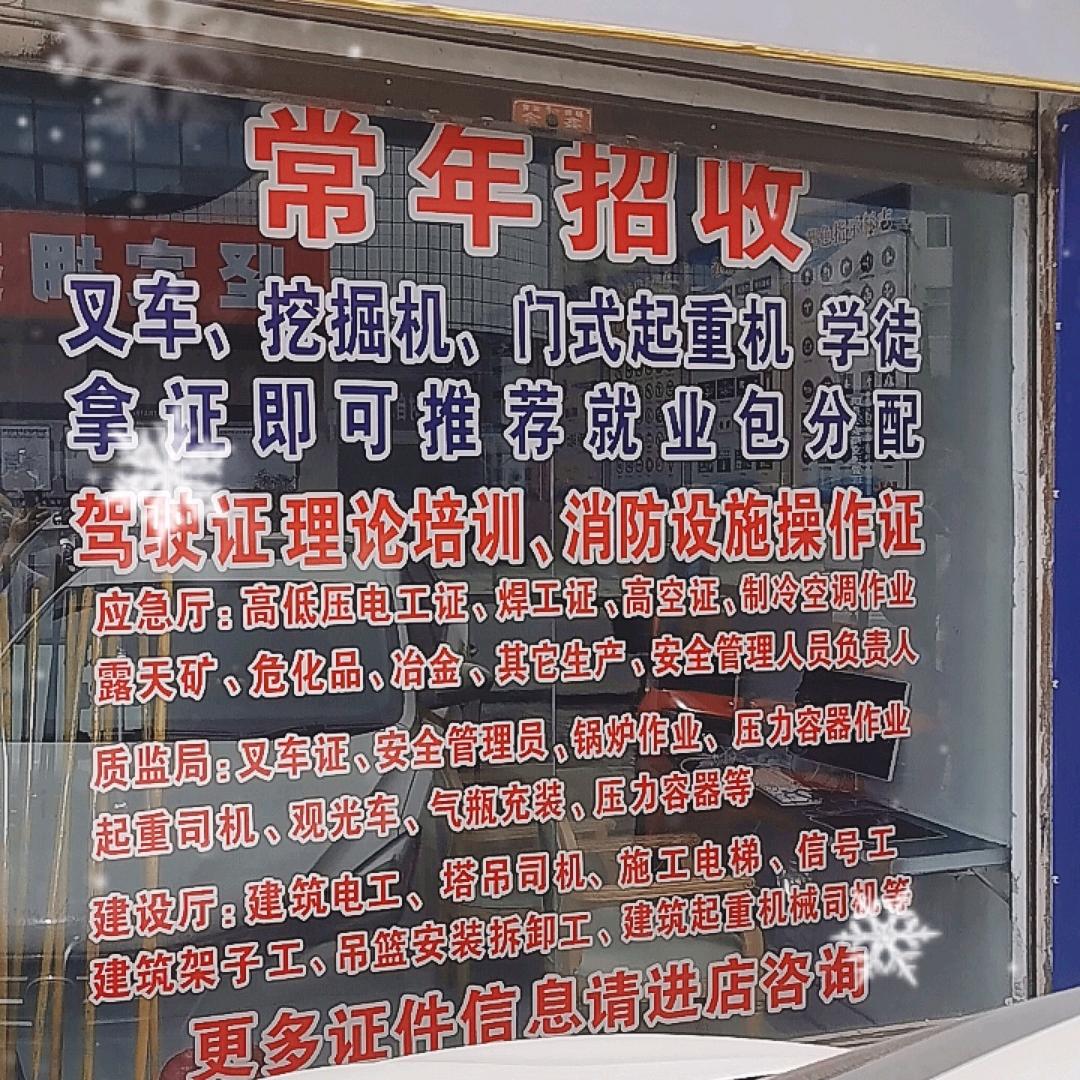 常年招收
叉车、挖掘机、门式起重机 学徒
拿证即可推荐就业包分配
驾驶证理论培训、消防设施操作证
应急厅:高低压电工证、焊工证、高空证、制冷空调作业
露天矿、危化品、冶金、其它生产、安全管理人员负责人
质监局:叉车证、安全管理员、锅炉作业、压力容器作业
起重司机、观光车、气瓶充装、压力容器等
建设厅:建筑电工、塔吊司机、施工电梯、信号工
建筑架子工、吊篮安装拆卸工、建筑起重机械司机等
更多证件信息请进店咨询